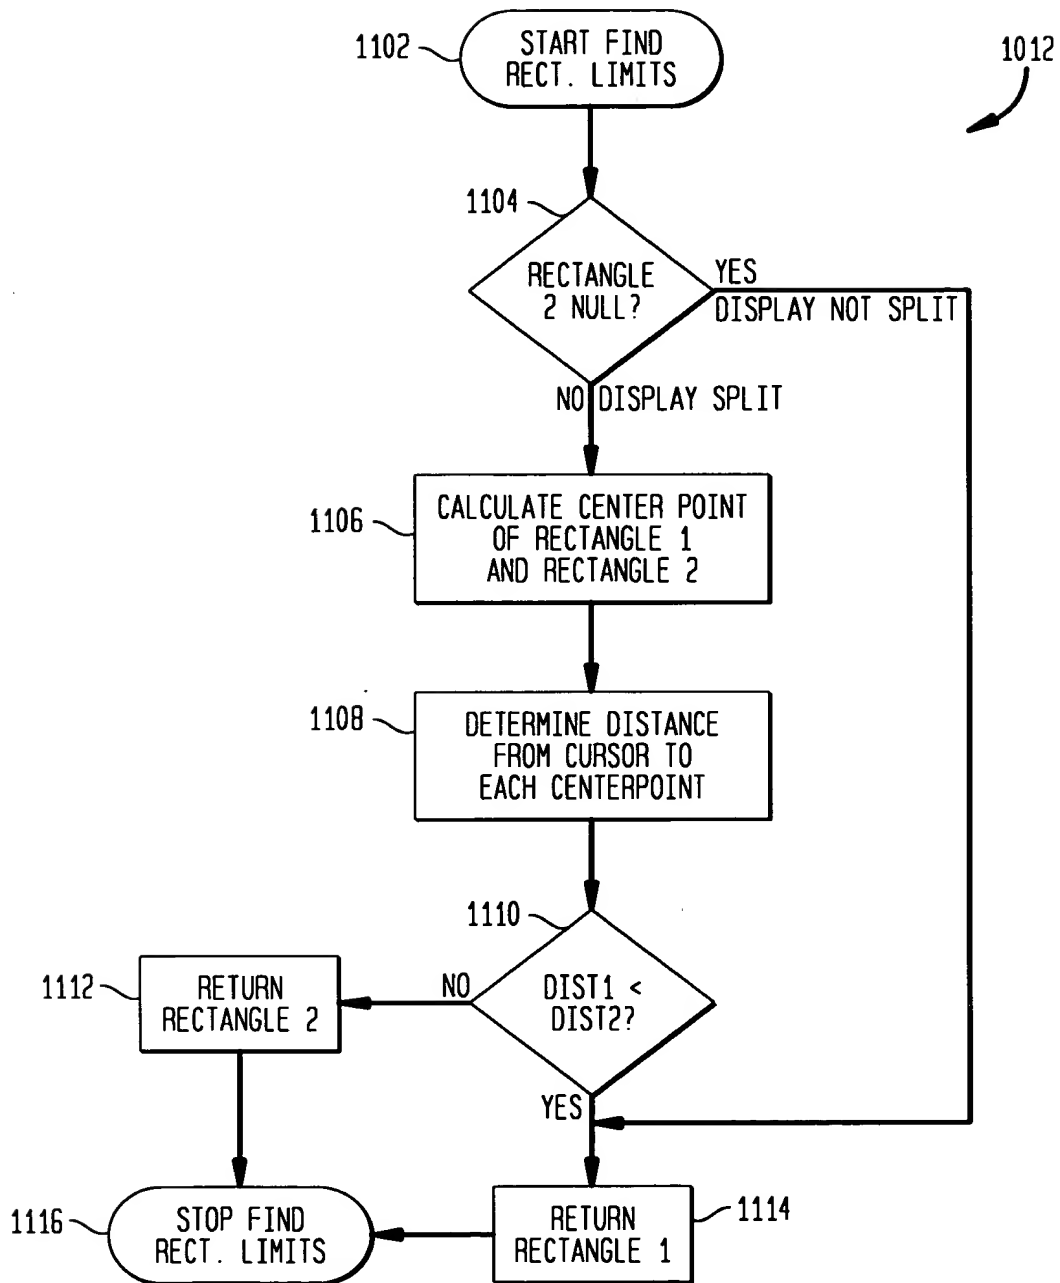 1102
START FIND
RECT. LIMITS
1012
1104
RECTANGLE
2 NULL?
YES
DISPLAY NOT SPLIT
NO DISPLAY SPLIT
1106
CALCULATE CENTER POINT
OF RECTANGLE 1
AND RECTANGLE 2
1108
DETERMINE DISTANCE
FROM CURSOR TO
EACH CENTERPOINT
1110
DIST1 <
DIST2?
NO
1112
RETURN
RECTANGLE 2
YES
1114
RETURN
RECTANGLE 1
1116
STOP FIND
RECT. LIMITS